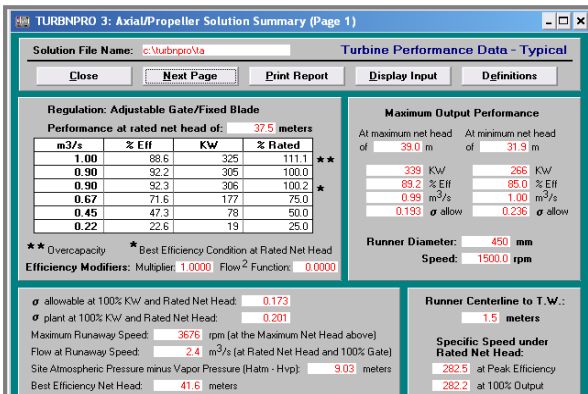 TURBNPRO 3: Axial/Propeller Solution Summary (Page 1)
Solution File Name: c:\turbnpro\ta Turbine Performance Data - Typical
Close Next Page Print Report Display Input Definitions
Regulation: Adjustable Gate/Fixed Blade
Performance at rated net head of: 37.5 meters
m3/s % Eff KW % Rated
1.00 88.6 325 111.1 **
0.90 92.2 305 100.0
0.90 92.3 306 100.2 *
0.67 71.6 177 75.0
0.45 47.3 78 50.0
0.22 22.6 19 25.0
** Overcapacity * Best Efficiency Condition at Rated Net Head
Efficiency Modifiers: Multiplier: 1.0000 Flow² Function: 0.0000
Maximum Output Performance
At maximum net head At minimum net head
of 39.0 m of 31.9 m
339 KW 266 KW
89.2 % Eff 85.0 % Eff
0.99 m³/s 1.00 m³/s
0.193 σ allow 0.236 σ allow
Runner Diameter: 450 mm
Speed: 1500.0 rpm
σ allowable at 100% KW and Rated Net Head: 0.173
σ plant at 100% KW and Rated Net Head: 0.201
Maximum Runaway Speed: 3676 rpm (at the Maximum Net Head above)
Flow at Runaway Speed: 2.4 m³/s (at Rated Net Head and 100% Gate)
Site Atmospheric Pressure minus Vapor Pressure (Hatm - Hvp): 9.03 meters
Best Efficiency Net Head: 41.6 meters
Runner Centerline to T.W.:
1.5 meters
Specific Speed under
Rated Net Head:
282.5 at Peak Efficiency
282.2 at 100% Output